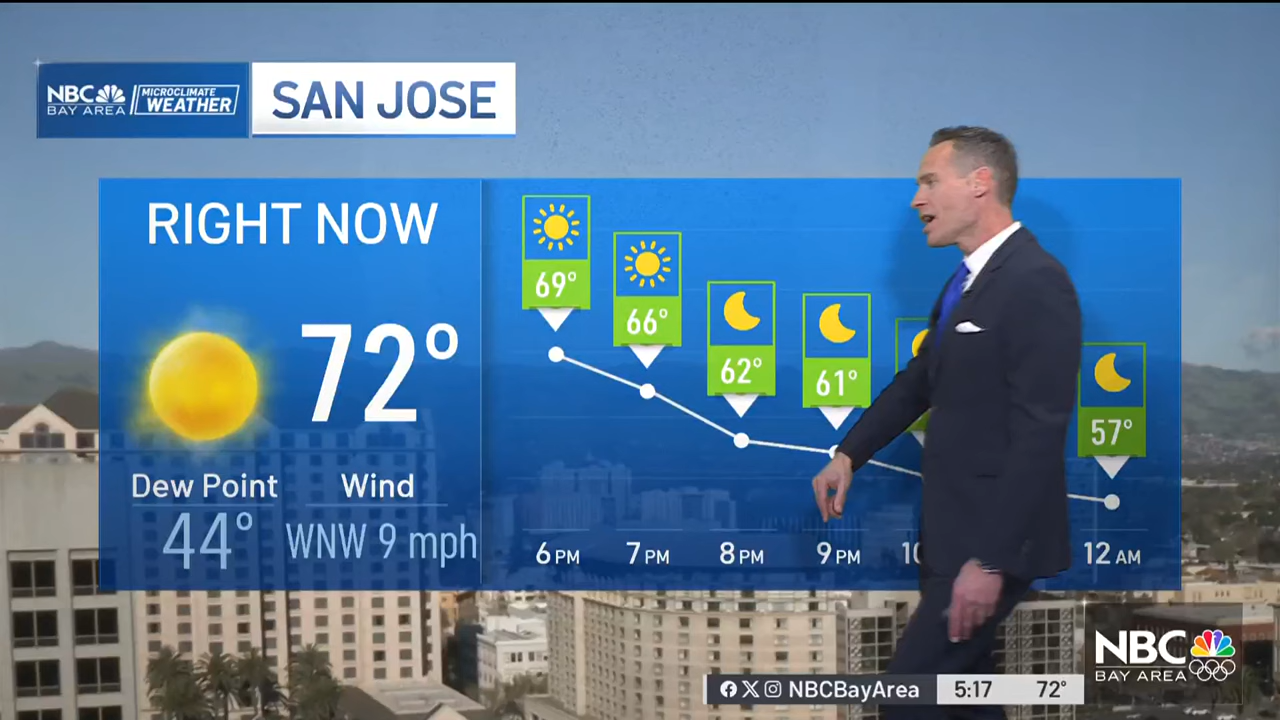 NBC BAY AREA
MICROCLIMATE WEATHER
SAN JOSE
RIGHT NOW
72°
Dew Point
44°
Wind
WNW 9 mph
69°
66°
62°
61°
57°
6 PM
7 PM
8 PM
9 PM
10
12 AM
NBCBayArea
5:17
72°
NBC
BAY AREA